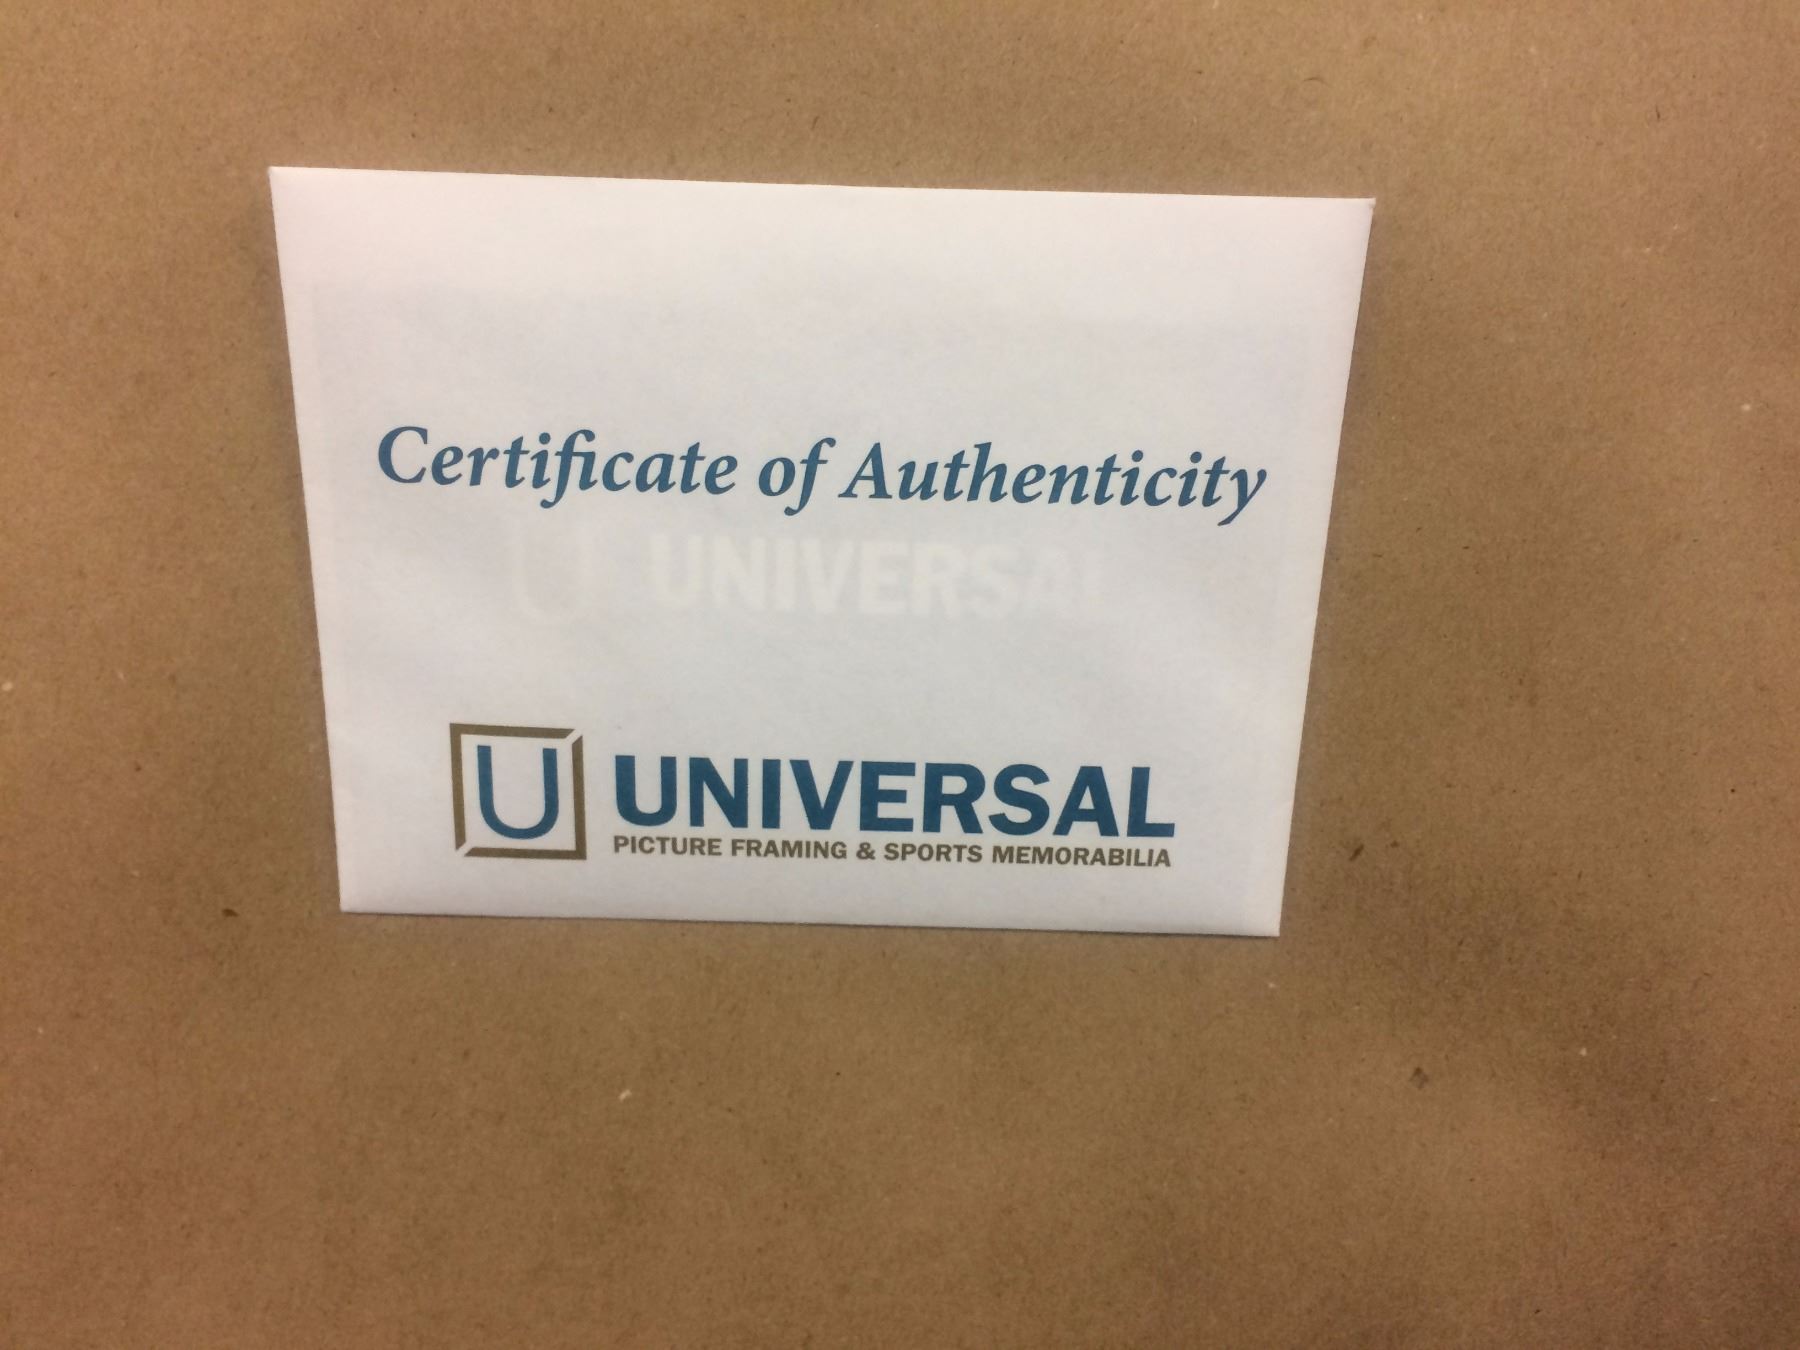 Certificate of Authenticity
U UNIVERSAL
U UNIVERSAL
PICTURE FRAMING & SPORTS MEMORABILIA